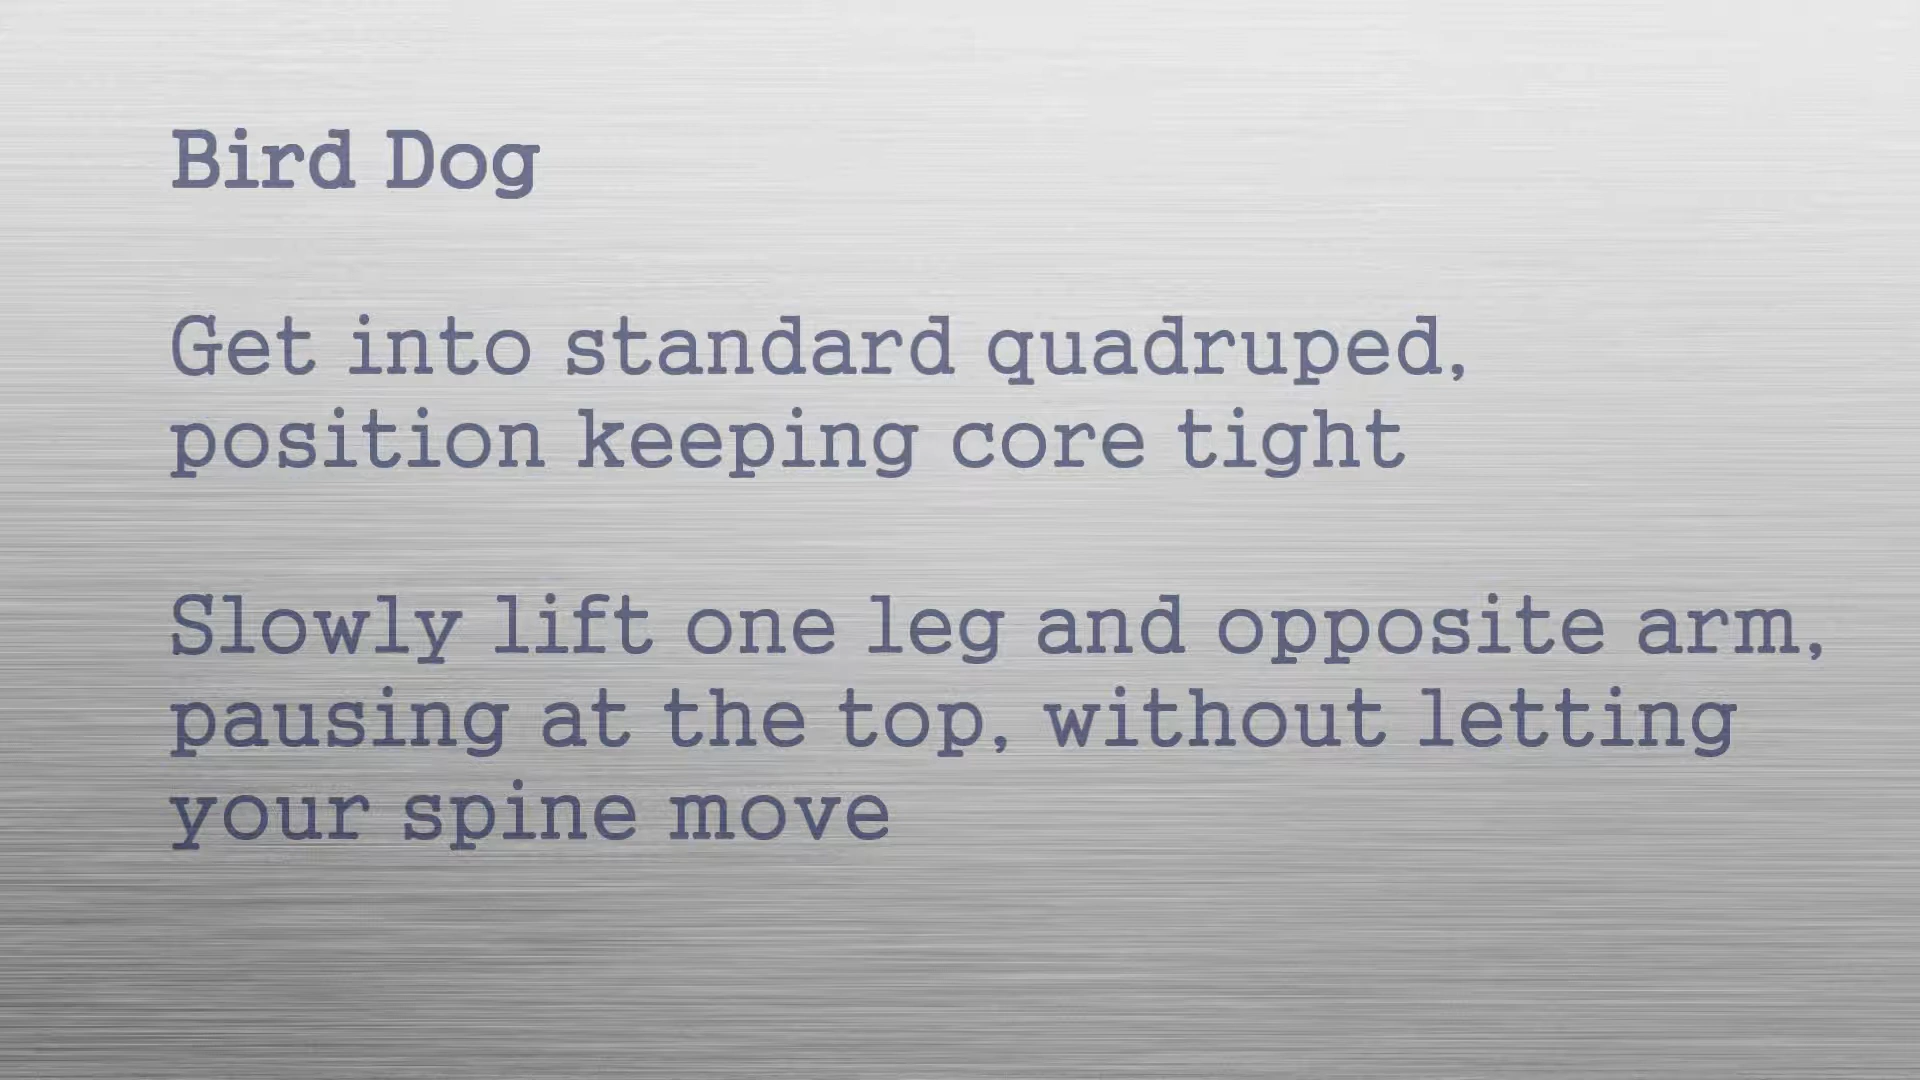 Bird Dog
Get into standard quadruped,
position keeping core tight
Slowly lift one leg and opposite arm,
pausing at the top, without letting
your spine move